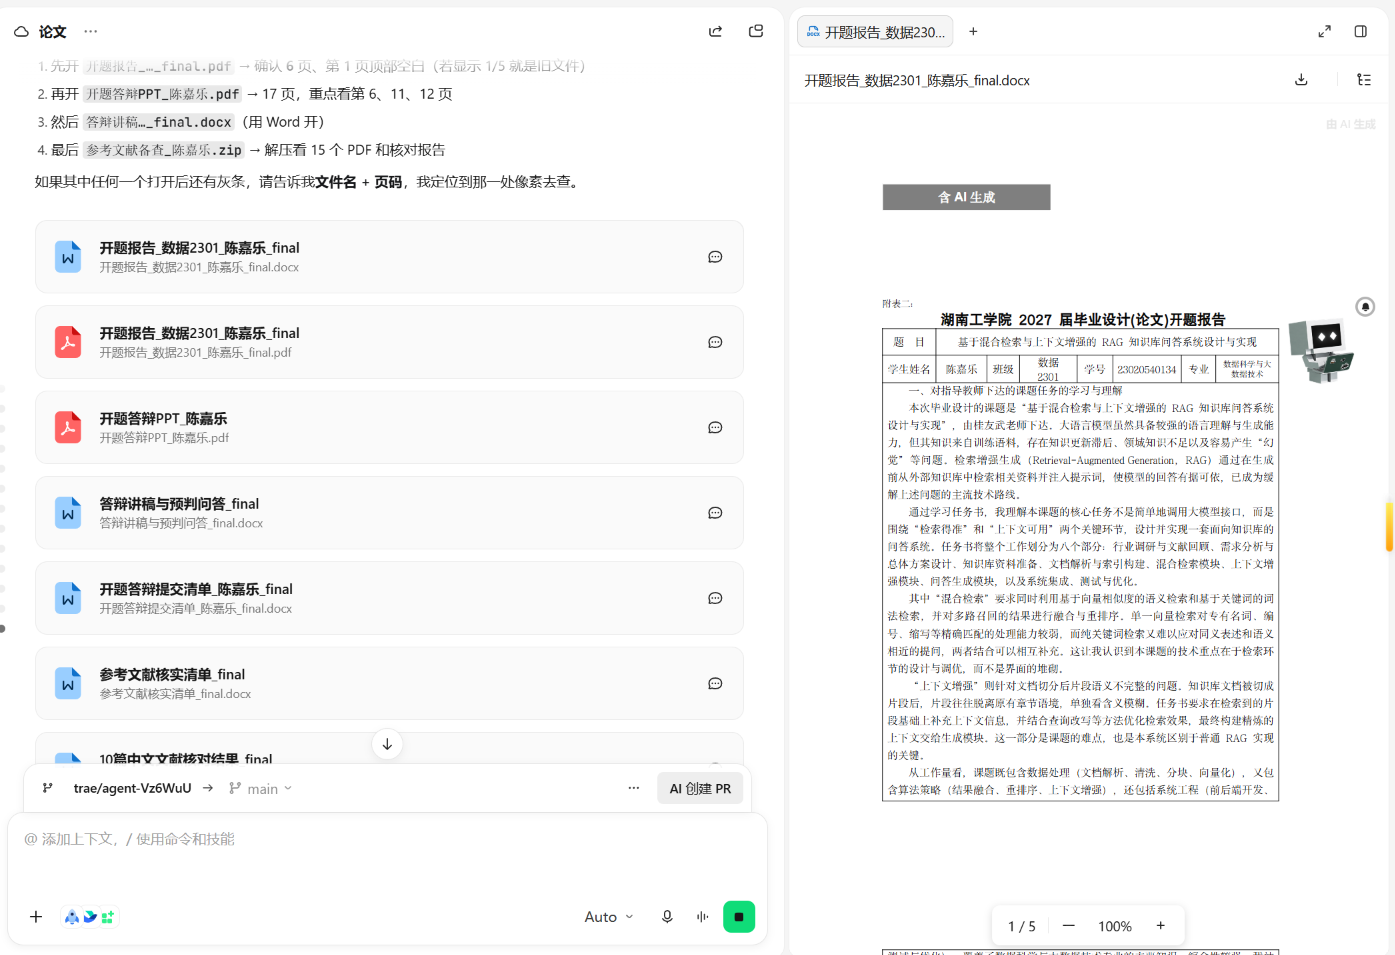 论文 ···
1. 先开 开题报告_…_final.pdf → 确认 6 页、第 1 页顶部空白（若显示 1/5 就是旧文件）
2. 再开 开题答辩PPT_陈嘉乐.pdf → 17 页，重点看第 6、11、12 页
3. 然后 答辩讲稿…_final.docx （用 Word 开）
4. 最后 参考文献备查_陈嘉乐.zip → 解压看 15 个 PDF 和核对报告
如果其中任何一个打开后还有灰条，请告诉我文件名 + 页码，我定位到那一处像素去查。
开题报告_数据2301_陈嘉乐_final
开题报告_数据2301_陈嘉乐_final.docx
开题报告_数据2301_陈嘉乐_final
开题报告_数据2301_陈嘉乐_final.pdf
开题答辩PPT_陈嘉乐
开题答辩PPT_陈嘉乐.pdf
答辩讲稿与预判问答_final
答辩讲稿与预判问答_final.docx
开题答辩提交清单_陈嘉乐_final
开题答辩提交清单_陈嘉乐_final.docx
参考文献核实清单_final
参考文献核实清单_final.docx
10篇中文文献核对结果_final
trae/agent-Vz6WuU → main
AI 创建 PR
@ 添加上下文，/ 使用命令和技能
Auto
开题报告_数据230...
开题报告_数据2301_陈嘉乐_final.docx
由 AI 生成
含 AI 生成
附表二：
湖南工学院 2027 届毕业设计(论文)开题报告
题 目 基于混合检索与上下文增强的 RAG 知识库问答系统设计与实现
学生姓名 陈嘉乐 班级 数据2301 学号 23020540134 专业 数据科学与大数据技术
一、对指导教师下达的课题任务的学习与理解
本次毕业设计的课题是“基于混合检索与上下文增强的 RAG 知识库问答系统
设计与实现”，由桂友武老师下达。大语言模型虽然具备较强的语言理解与生成能
力，但其知识来自训练语料，存在知识更新滞后、领域知识不足以及容易产生“幻
觉”等问题。检索增强生成（Retrieval-Augmented Generation，RAG）通过在生成
前从外部知识库中检索相关资料并注入提示词，使模型的回答有据可依，已成为缓
解上述问题的主流技术路线。
通过学习任务书，我理解本课题的核心任务不是简单地调用大模型接口，而是
围绕“检索得准”和“上下文可用”两个关键环节，设计并实现一套面向知识库的
问答系统。任务书将整个工作划分为八个部分：行业调研与文献回顾、需求分析与
总体方案设计、知识库资料准备、文档解析与索引构建、混合检索模块、上下文增
强模块、问答生成模块，以及系统集成、测试与优化。
其中“混合检索”要求同时利用基于向量相似度的语义检索和基于关键词的词
法检索，并对多路召回的结果进行融合与重排序。单一向量检索对专有名词、编
号、缩写等精确匹配的处理能力较弱，而纯关键词检索又难以应对同义表述和语义
相近的提问，两者结合可以相互补充。这让我认识到本课题的技术重点在于检索环
节的设计与调优，而不是界面的堆砌。
“上下文增强”则针对文档切分后片段语义不完整的问题。知识库文档被切成
片段后，片段往往脱离原有章节语境，单独看含义模糊。任务书要求在检索到的片
段基础上补充上下文信息，并结合查询改写等方法优化检索效果，最终构建精炼的
上下文交给生成模块。这一部分是课题的难点，也是本系统区别于普通 RAG 实现
的关键。
从工作量看，课题既包含数据处理（文档解析、清洗、分块、向量化），又包
含算法策略（结果融合、重排序、上下文增强），还包括系统工程（前后端开发、
1 / 5 — 100% +